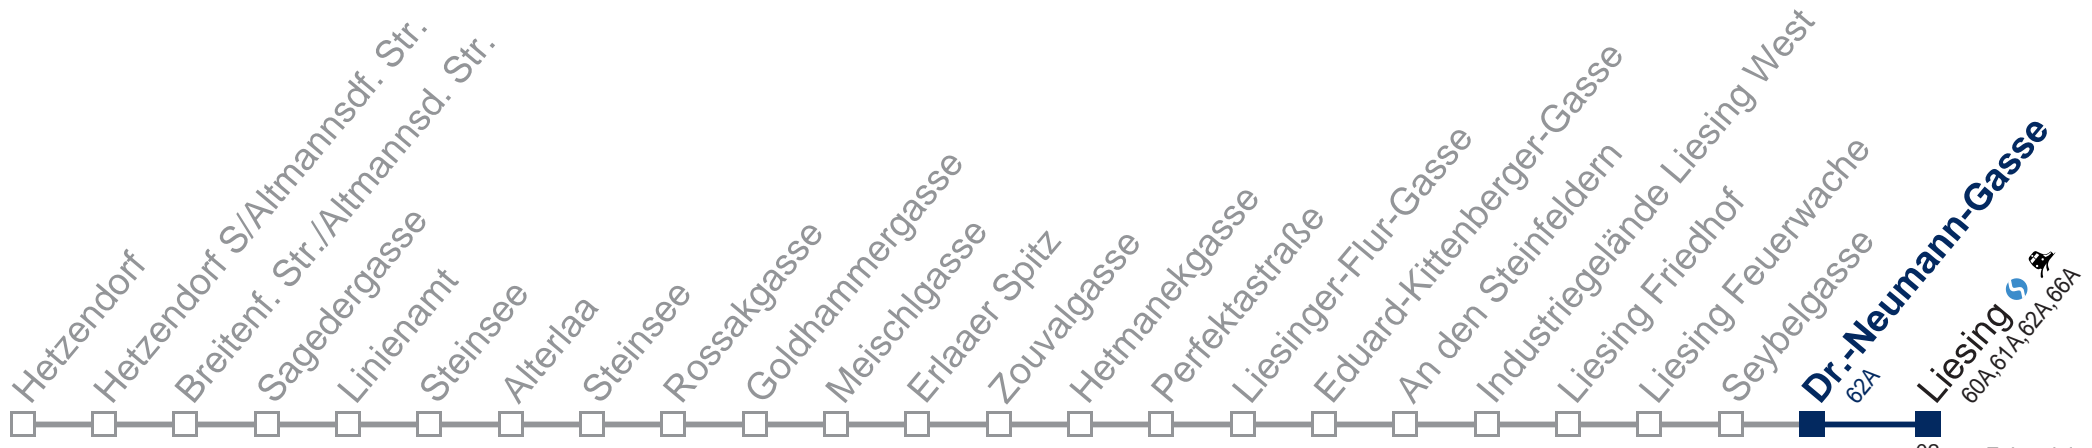 Hetzendorf
Hetzendorf S/Altmannsdf. Str.
Breitenf. Str./Altmannsd. Str.
Sagedergasse
Linienamt
Steinsee
Alterlaa
Steinsee
Rossakgasse
Goldhammergasse
Meischlgasse
Erlaaer Spitz
Zouvalgasse
Hetmanekgasse
Perfektastraße
Liesinger-Flur-Gasse
Eduard-Kittenberger-Gasse
An den Steinfeldern
Industriegelände Liesing West
Liesing Friedhof
Liesing Feuerwache
Seybelgasse
Dr.-Neumann-Gasse
62A
Liesing
60A,61A,62A,66A